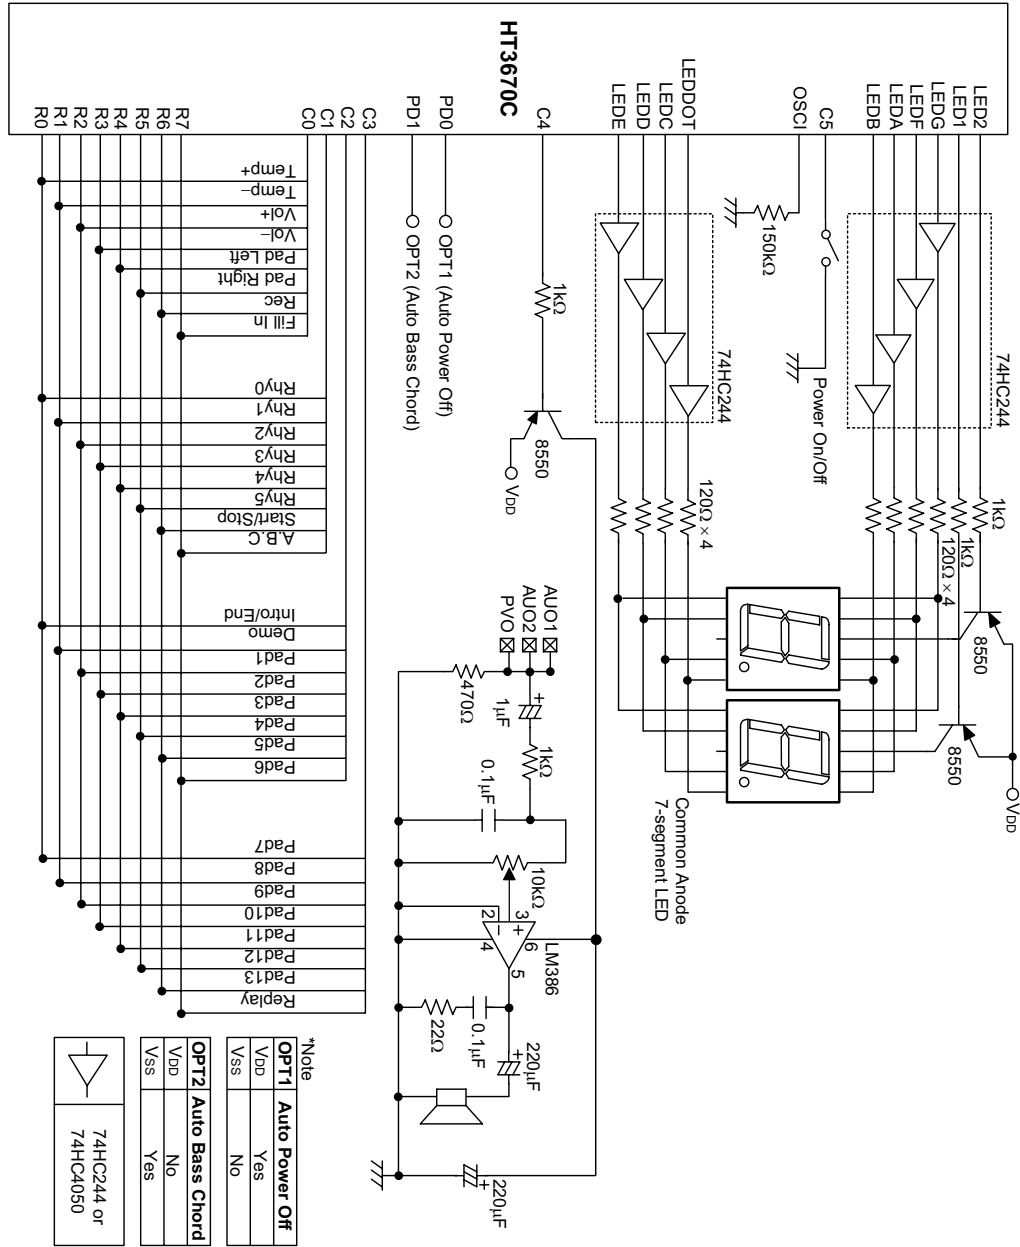 HT3670C
R0
R1
R2
R3
R4
R5
R6
R7
C0
C1
C2
C3
PD1
PD0
C4
LEDE
LEDD
LEDC
LEDDOT
OSCI
C5
LEDB
LEDA
LEDF
LEDG
LED1
LED2
Temp+
Temp−
Vol+
Vol−
Pad Left
Pad Right
Rec
Fill In
Rhy0
Rhy1
Rhy2
Rhy3
Rhy4
Rhy5
Start/Stop
A.B.C
Intro/End
Demo
Pad1
Pad2
Pad3
Pad4
Pad5
Pad6
Pad7
Pad8
Pad9
Pad10
Pad11
Pad12
Pad13
Replay
OPT2 (Auto Bass Chord)
OPT1 (Auto Power Off)
1kΩ
8550
VDD
150kΩ
Power On/Off
74HC244
74HC244
120Ω × 4
120Ω × 4
1kΩ
1kΩ
8550
8550
VDD
Common Anode
7-segment LED
AUO1
AUO2
PVO
470Ω
1µF
+
1kΩ
0.1µF
10kΩ
2
3
−
+
4
6
5
LM386
22Ω
0.1µF
220µF
+
220µF
+
*Note
OPT1 Auto Power Off
VDD Yes
VSS No
OPT2 Auto Bass Chord
VDD No
VSS Yes
74HC244 or
74HC4050